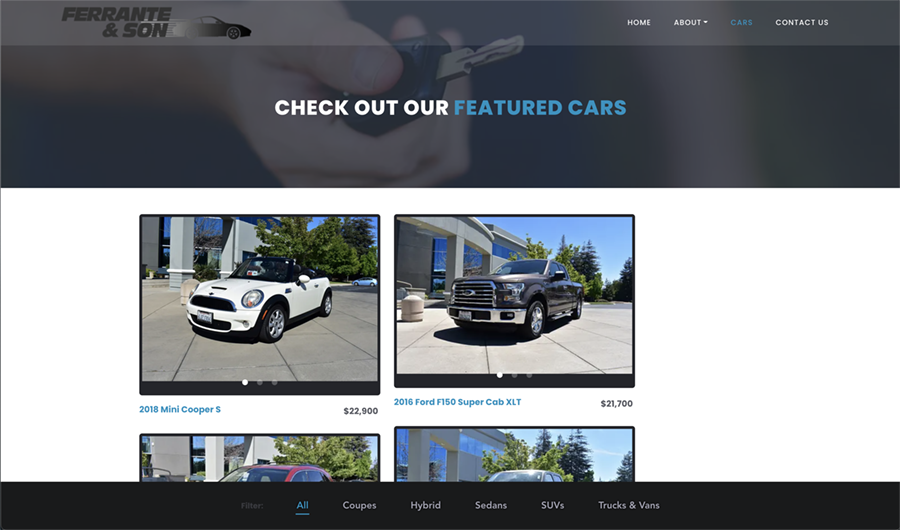 FERRANTE
& SON
HOME ABOUT CARS CONTACT US
CHECK OUT OUR FEATURED CARS
2018 Mini Cooper S $22,900
2016 Ford F150 Super Cab XLT $21,700
Filter: All Coupes Hybrid Sedans SUVs Trucks & Vans